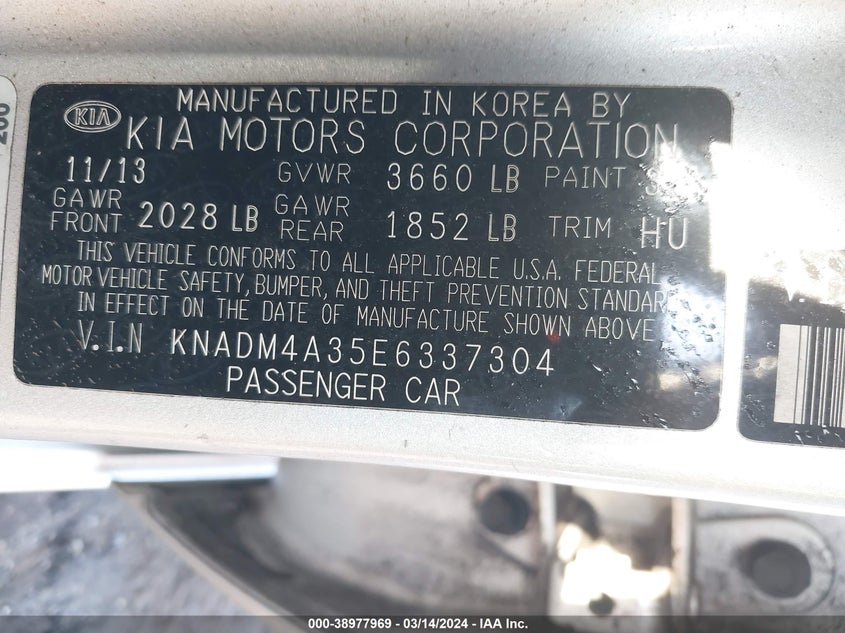 MANUFACTURED IN KOREA BY
KIA KIA MOTORS CORPORATION
11/13 GVWR 3660 LB PAINT
GAWR FRONT 2028 LB GAWR REAR 1852 LB TRIM HU
THIS VEHICLE CONFORMS TO ALL APPLICABLE U.S.A. FEDERAL
MOTOR VEHICLE SAFETY, BUMPER, AND THEFT PREVENTION STANDAR
IN EFFECT ON THE DATE OF MANUFACTURE SHOWN ABOVE.
V.I.N KNADM4A35E6337304
PASSENGER CAR
200
000-38977969 - 03/14/2024 - IAA Inc.